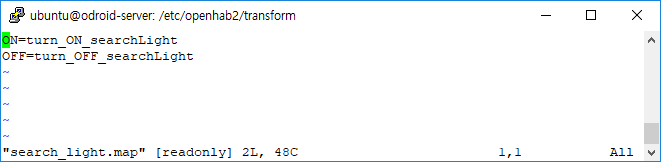 ubuntu@odroid-server: /etc/openhab2/transform
ON=turn_ON_searchLight
OFF=turn_OFF_searchLight
~
~
~
~
~
"search_light.map" [readonly] 2L, 48C 1,1 All